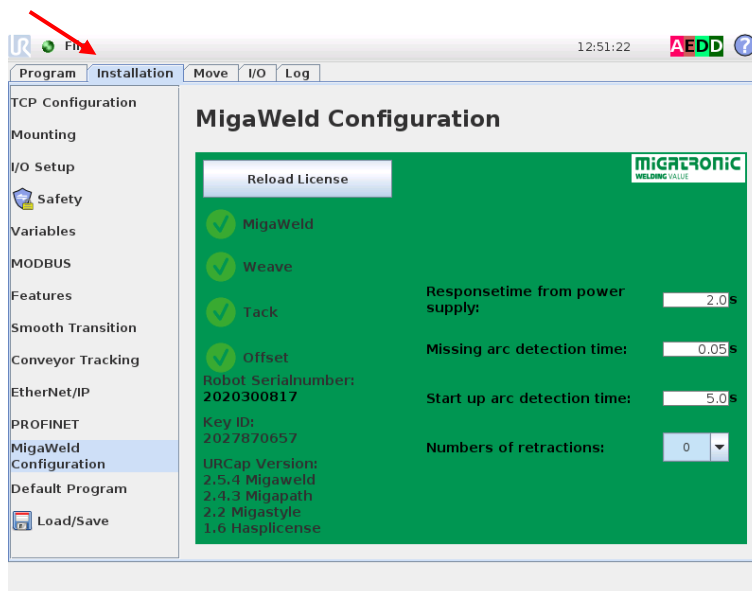 UR
12:51:22
AEDD ?
Program Installation Move I/O Log
TCP Configuration
Mounting
I/O Setup
Safety
Variables
MODBUS
Features
Smooth Transition
Conveyor Tracking
EtherNet/IP
PROFINET
MigaWeld
Configuration
Default Program
Load/Save
MigaWeld Configuration
Reload License
MIGATRONIC
WELDING VALUE
MigaWeld
Weave
Tack
Offset
Robot Serialnumber:
2020300817
Key ID:
2027870657
URCap Version:
2.5.4 Migaweld
2.4.3 Migapath
2.2 Migastyle
1.6 Hasplicense
Responsetime from power
supply:
2.0 s
Missing arc detection time:
0.05 s
Start up arc detection time:
5.0 s
Numbers of retractions:
0